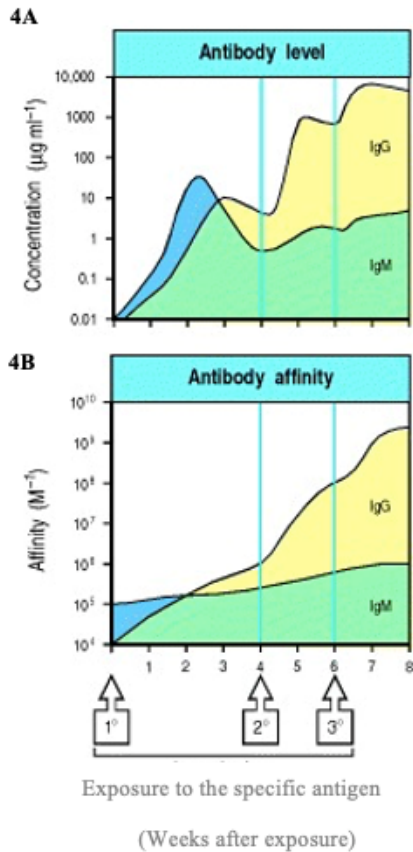 4A
Antibody level
Concentration (µg ml⁻¹)
10,000
1000
100
10
1
0.1
0.01
IgG
IgM
4B
Antibody affinity
Affinity (M⁻¹)
10¹⁰
10⁹
10⁸
10⁷
10⁶
10⁵
10⁴
IgG
IgM
1 2 3 4 5 6 7 8
1° 2° 3°
Exposure to the specific antigen
(Weeks after exposure)